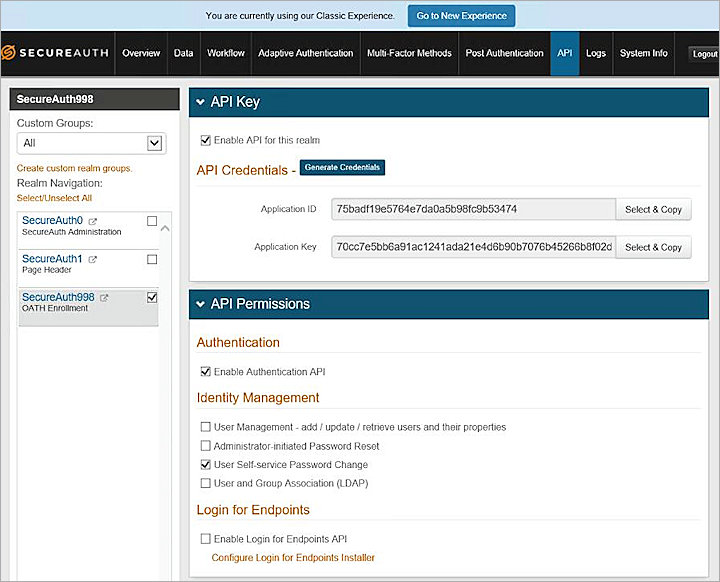 You are currently using our Classic Experience. Go to New Experience
SECUREAUTH Overview Data Workflow Adaptive Authentication Multi-Factor Methods Post Authentication API Logs System Info Logout
SecureAuth998
Custom Groups:
All
Create custom realm groups.
Realm Navigation:
Select/Unselect All
SecureAuth0
SecureAuth Administration
SecureAuth1
Page Header
SecureAuth998
OATH Enrollment
API Key
Enable API for this realm
API Credentials - Generate Credentials
Application ID 75badf19e5764e7da0a5b98fc9b53474 Select & Copy
Application Key 70cc7e5bb6a91ac1241ada21e4d6b90b7076b45266b8f02d Select & Copy
API Permissions
Authentication
Enable Authentication API
Identity Management
User Management - add / update / retrieve users and their properties
Administrator-initiated Password Reset
User Self-service Password Change
User and Group Association (LDAP)
Login for Endpoints
Enable Login for Endpoints API
Configure Login for Endpoints Installer